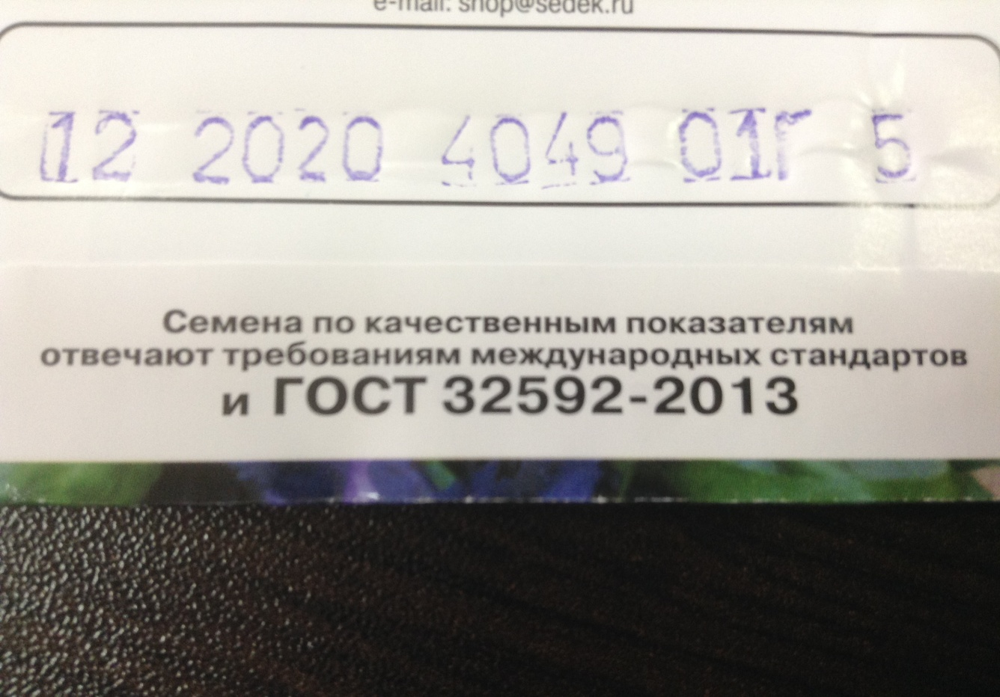 e-mail: shop@sedek.ru
12 2020 4049 01г 5
Семена по качественным показателям
отвечают требованиям международных стандартов
и ГОСТ 32592-2013